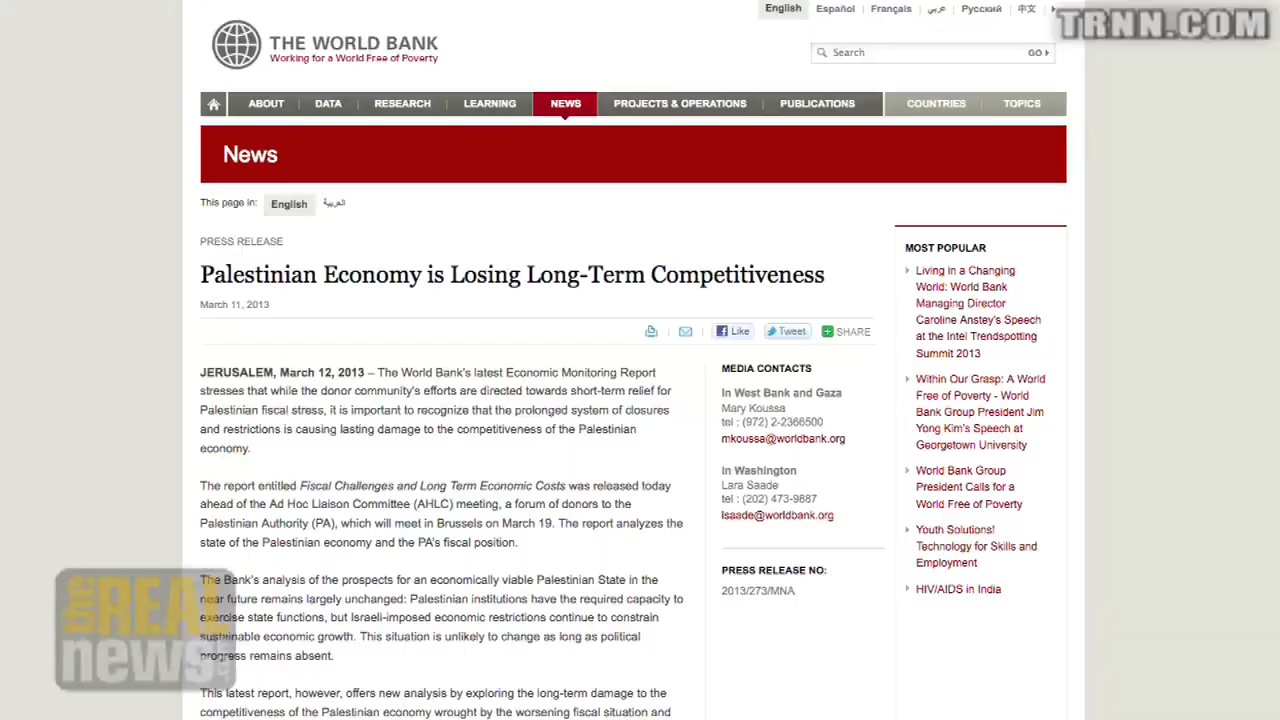 English Español Français عربي Русский 中文
TRNN.COM
THE WORLD BANK
Working for a World Free of Poverty
Search GO
ABOUT DATA RESEARCH LEARNING NEWS PROJECTS & OPERATIONS PUBLICATIONS COUNTRIES TOPICS
News
This page in: English العربية
PRESS RELEASE
Palestinian Economy is Losing Long-Term Competitiveness
March 11, 2013
Like Tweet SHARE
JERUSALEM, March 12, 2013 – The World Bank's latest Economic Monitoring Report
stresses that while the donor community's efforts are directed towards short-term relief for
Palestinian fiscal stress, it is important to recognize that the prolonged system of closures
and restrictions is causing lasting damage to the competitiveness of the Palestinian
economy.
The report entitled Fiscal Challenges and Long Term Economic Costs was released today
ahead of the Ad Hoc Liaison Committee (AHLC) meeting, a forum of donors to the
Palestinian Authority (PA), which will meet in Brussels on March 19. The report analyzes the
state of the Palestinian economy and the PA's fiscal position.
The Bank's analysis of the prospects for an economically viable Palestinian State in the
near future remains largely unchanged: Palestinian institutions have the required capacity to
exercise state functions, but Israeli-imposed economic restrictions continue to constrain
sustainable economic growth. This situation is unlikely to change as long as political
progress remains absent.
This latest report, however, offers new analysis by exploring the long-term damage to the
competitiveness of the Palestinian economy wrought by the worsening fiscal situation and
MEDIA CONTACTS
In West Bank and Gaza
Mary Koussa
tel : (972) 2-2366500
mkoussa@worldbank.org
In Washington
Lara Saade
tel : (202) 473-9887
lsaade@worldbank.org
PRESS RELEASE NO:
2013/273/MNA
MOST POPULAR
Living in a Changing
World: World Bank
Managing Director
Caroline Anstey's Speech
at the Intel Trendspotting
Summit 2013
Within Our Grasp: A World
Free of Poverty - World
Bank Group President Jim
Yong Kim's Speech at
Georgetown University
World Bank Group
President Calls for a
World Free of Poverty
Youth Solutions!
Technology for Skills and
Employment
HIV/AIDS in India
the REAL
news